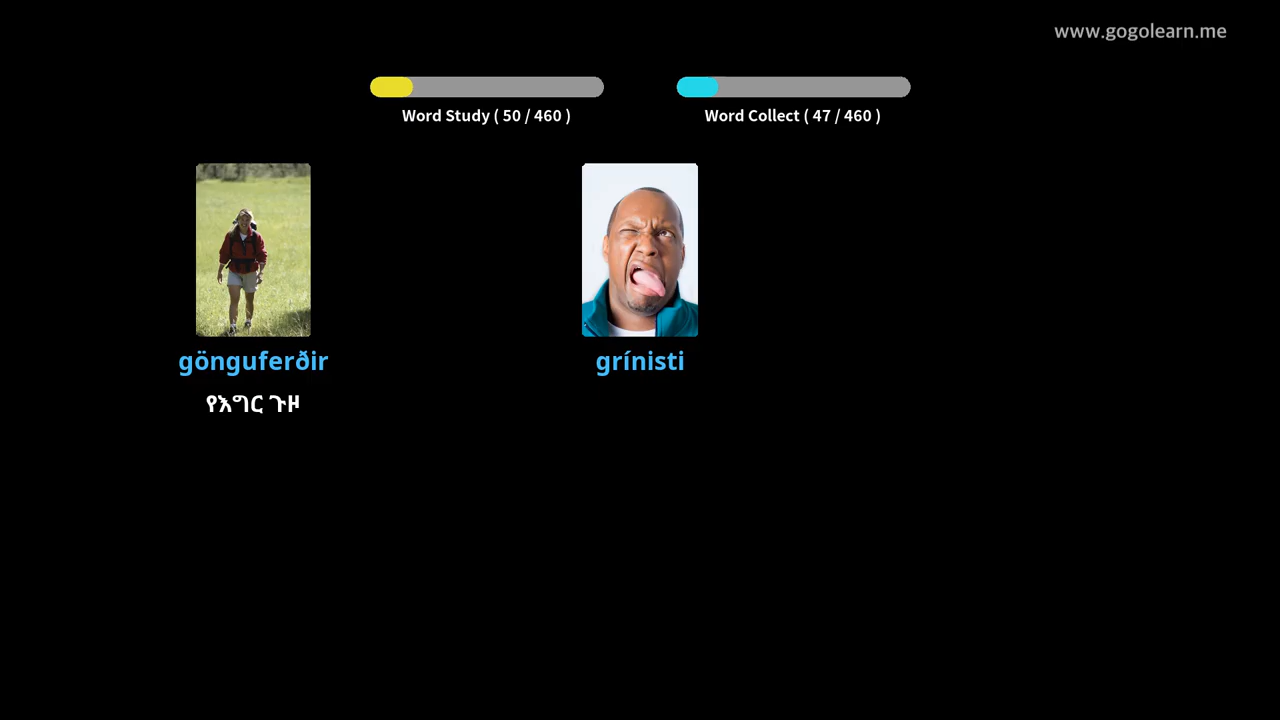 www.gogolearn.me
Word Study ( 50 / 460 )
Word Collect ( 47 / 460 )
gönguferðir
grínisti
የእግር ጉዞ